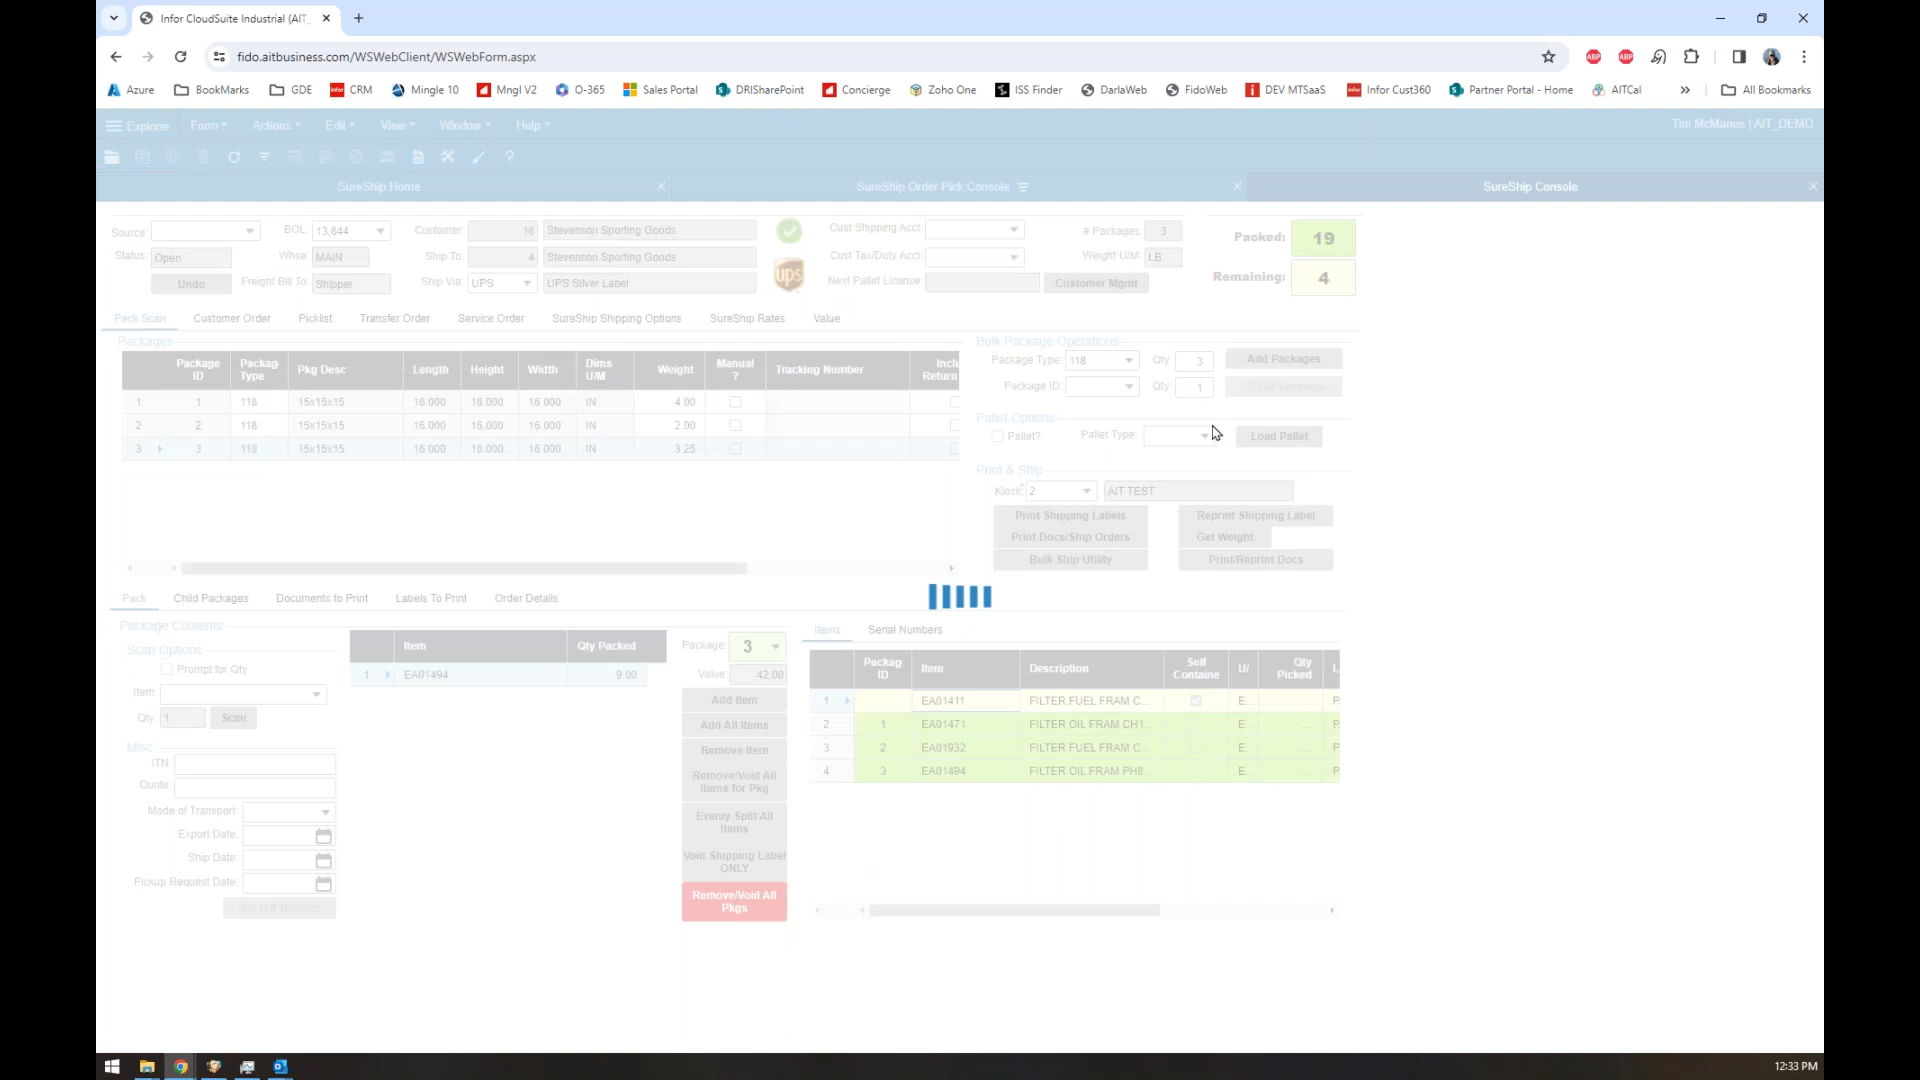 Infor CloudSuite Industrial (AIT_
fido.aitbusiness.com/WSWebClient/WSWebForm.aspx
Azure BookMarks GDE CRM Mingle 10 Mngl V2 O-365 Sales Portal DRISharePoint Concierge Zoho One ISS Finder DarlaWeb FidoWeb DEV MTSaaS Infor Cust360 Partner Portal - Home AITCal » All Bookmarks
Explorer Form Actions Edit View Window Help Tim McManus | AIT_DEMO
SureShip Home SureShip Order Pick Console SureShip Console
Source: BOL: 13,844 Customer: 16 Stevenson Sporting Goods Cust Shipping Acct: # Packages: 3 Packed: 19
Status: Open Whse: MAIN Ship To: 4 Stevenson Sporting Goods Cust Tax/Duty Acct: Weight U/M: LB
Undo Freight Bill To: Shipper Ship Via: UPS UPS Silver Label ups Next Pallet License: Customer Mgmt Remaining: 4
Pack Scan Customer Order Picklist Transfer Order Service Order SureShip Shipping Options SureShip Rates Value
Packages
Package ID Packag Type Pkg Desc Length Height Width Dims U/M Weight Manual ? Tracking Number Inclu Return
1 1 118 15x15x15 16.000 16.000 16.000 IN 4.00
2 2 118 15x15x15 16.000 16.000 16.000 IN 2.00
3 3 118 15x15x15 16.000 16.000 16.000 IN 3.25
Bulk Package Operations
Package Type: 118 Qty: 3 Add Packages
Package ID: Qty: 1
Pallet Options
Pallet? Pallet Type: Load Pallet
Print & Ship
Kiosk: 2 AIT TEST
Print Shipping Labels Reprint Shipping Label
Print Docs/Ship Orders Get Weight
Bulk Ship Utility Print/Reprint Docs
Pack Child Packages Documents to Print Labels To Print Order Details
Package Contents
Scan Options
Prompt for Qty
Item:
Qty: 1 Scan
Misc
ITN:
Quote:
Mode of Transport:
Export Date:
Ship Date:
Pickup Request Date:
Item Qty Packed
1 EA01494 9.00
Package: 3
Value: 42.00
Add Item
Add All Items
Remove Item
Remove/Void All
Items for Pkg
Evenly Split All
Items
Void Shipping Label
ONLY
Remove/Void All
Pkgs
Items Serial Numbers
Packag ID Item Description Self Containe U/ Qty Picked L
1 EA01411 FILTER FUEL FRAM C... E... ... P
2 1 EA01471 FILTER OIL FRAM CH1... E... ... P
3 2 EA01932 FILTER FUEL FRAM C... E... ... P
4 3 EA01494 FILTER OIL FRAM PH8... E... ... P
12:33 PM